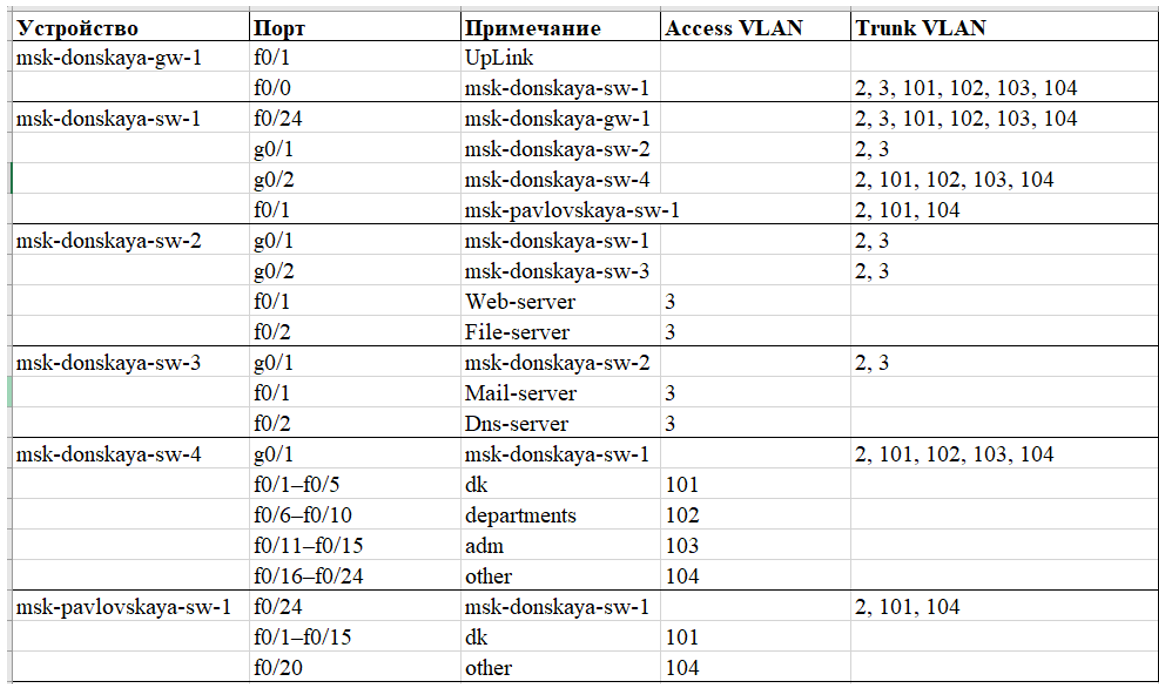 Устройство Порт Примечание Access VLAN Trunk VLAN
msk-donskaya-gw-1 f0/1 UpLink
f0/0 msk-donskaya-sw-1 2, 3, 101, 102, 103, 104
msk-donskaya-sw-1 f0/24 msk-donskaya-gw-1 2, 3, 101, 102, 103, 104
g0/1 msk-donskaya-sw-2 2, 3
g0/2 msk-donskaya-sw-4 2, 101, 102, 103, 104
f0/1 msk-pavlovskaya-sw-1 2, 101, 104
msk-donskaya-sw-2 g0/1 msk-donskaya-sw-1 2, 3
g0/2 msk-donskaya-sw-3 2, 3
f0/1 Web-server 3
f0/2 File-server 3
msk-donskaya-sw-3 g0/1 msk-donskaya-sw-2 2, 3
f0/1 Mail-server 3
f0/2 Dns-server 3
msk-donskaya-sw-4 g0/1 msk-donskaya-sw-1 2, 101, 102, 103, 104
f0/1–f0/5 dk 101
f0/6–f0/10 departments 102
f0/11–f0/15 adm 103
f0/16–f0/24 other 104
msk-pavlovskaya-sw-1 f0/24 msk-donskaya-sw-1 2, 101, 104
f0/1–f0/15 dk 101
f0/20 other 104